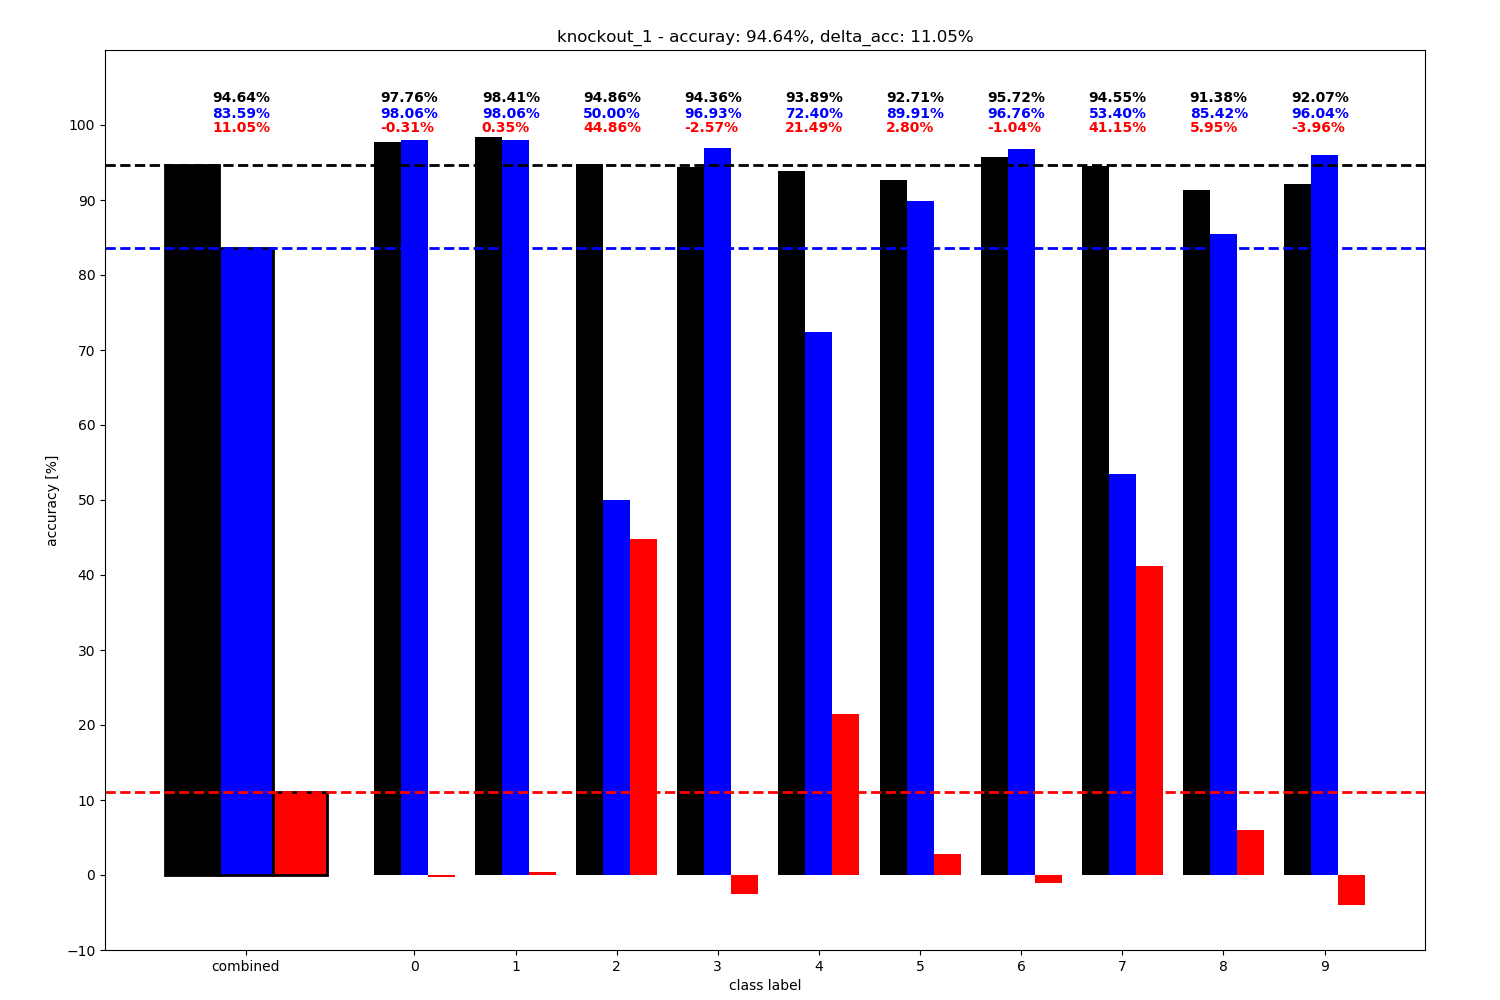 knockout_1 - accuray: 94.64%, delta_acc: 11.05%
94.64% 97.76% 98.41% 94.86% 94.36% 93.89% 92.71% 95.72% 94.55% 91.38% 92.07%
83.59% 98.06% 98.06% 50.00% 96.93% 72.40% 89.91% 96.76% 53.40% 85.42% 96.04%
11.05% -0.31% 0.35% 44.86% -2.57% 21.49% 2.80% -1.04% 41.15% 5.95% -3.96%
100
90
80
70
60
50
40
30
20
10
0
−10
accuracy [%]
combined 0 1 2 3 4 5 6 7 8 9
class label